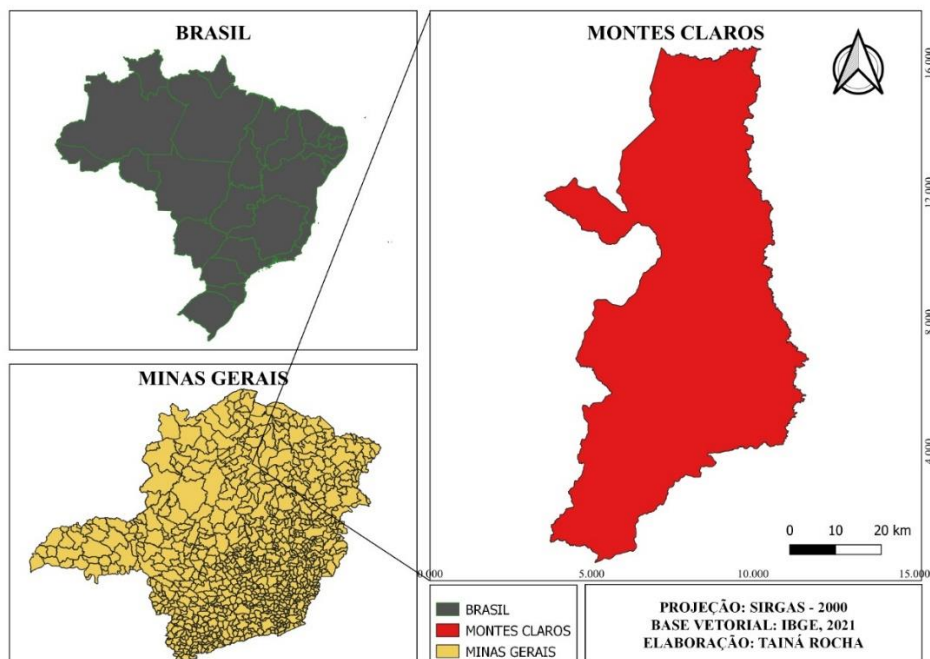 BRASIL
MONTES CLAROS
16.000
12.000
8.000
4.000
MINAS GERAIS
0 10 20 km
0.000 5.000 10.000 15.000
BRASIL
MONTES CLAROS
MINAS GERAIS
PROJEÇÃO: SIRGAS - 2000
BASE VETORIAL: IBGE, 2021
ELABORAÇÃO: TAINÁ ROCHA